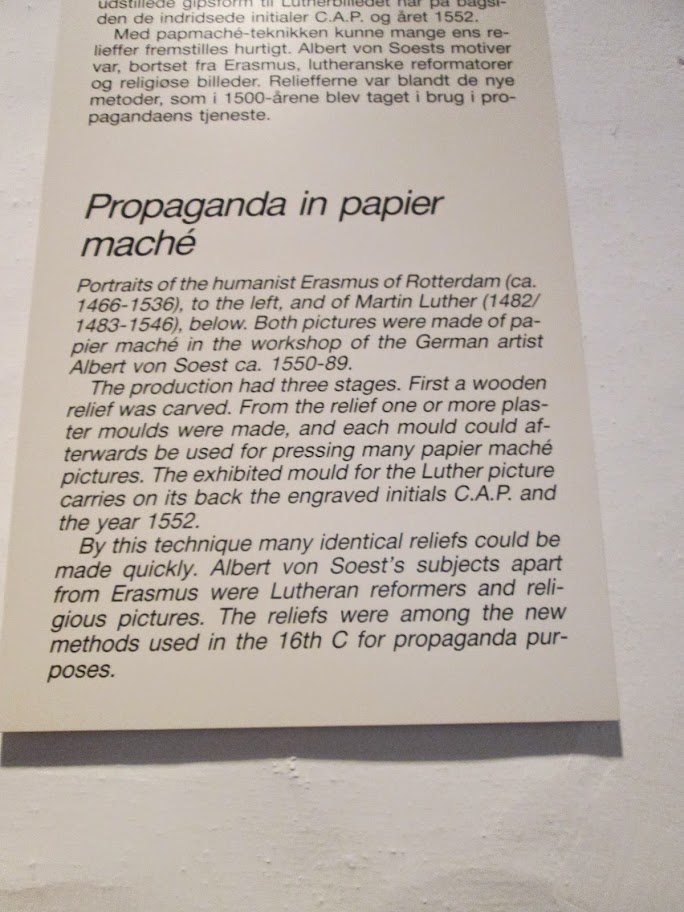 udstillede gipsform til Lutherbilledet har på bagsi-
den de indridsede initialer C.A.P. og året 1552.
Med papmaché-teknikken kunne mange ens re-
lieffer fremstilles hurtigt. Albert von Soests motiver
var, bortset fra Erasmus, lutheranske reformatorer
og religiøse billeder. Reliefferne var blandt de nye
metoder, som i 1500-årene blev taget i brug i pro-
pagandaens tjeneste.
Propaganda in papier
maché
Portraits of the humanist Erasmus of Rotterdam (ca.
1466-1536), to the left, and of Martin Luther (1482/
1483-1546), below. Both pictures were made of pa-
pier maché in the workshop of the German artist
Albert von Soest ca. 1550-89.
The production had three stages. First a wooden
relief was carved. From the relief one or more plas-
ter moulds were made, and each mould could af-
terwards be used for pressing many papier maché
pictures. The exhibited mould for the Luther picture
carries on its back the engraved initials C.A.P. and
the year 1552.
By this technique many identical reliefs could be
made quickly. Albert von Soest's subjects apart
from Erasmus were Lutheran reformers and reli-
gious pictures. The reliefs were among the new
methods used in the 16th C for propaganda pur-
poses.